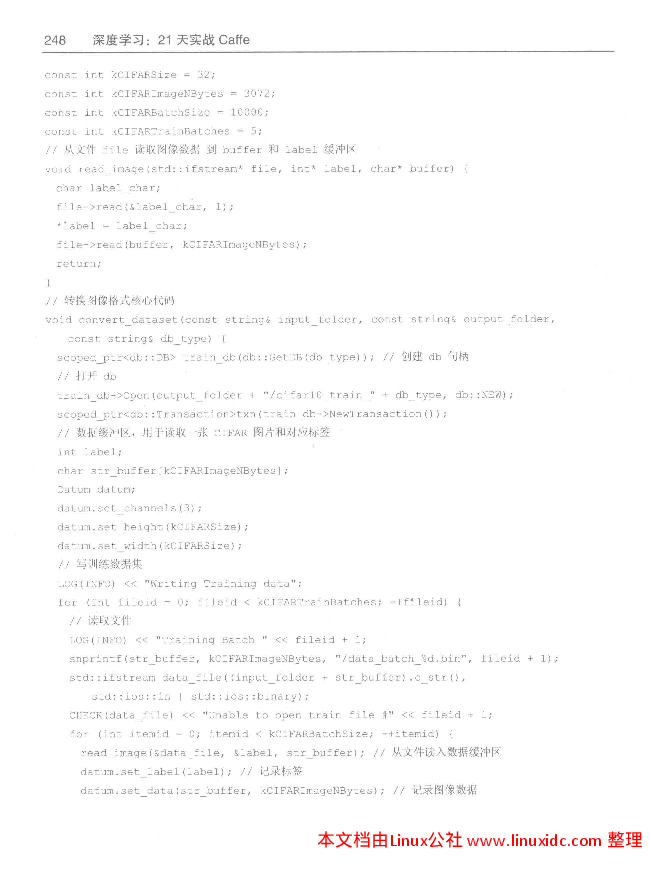 248 深度学习：21 天实战 Caffe
const int kCIFARSize = 32;
const int kCIFARImageNBytes = 3072;
const int kCIFARBatchSize = 10000;
const int kCIFARTrainBatches = 5;
// 从文件 file 读取图像数据 到 buffer 和 label 缓冲区
void read_image(std::ifstream* file, int* label, char* buffer) {
char label_char;
file->read(&label_char, 1);
*label = label_char;
file->read(buffer, kCIFARImageNBytes);
return;
}
// 转换图像格式核心代码
void convert_dataset(const string& input_folder, const string& output_folder,
const string& db_type) {
scoped_ptr<db::DB> train_db(db::GetDB(db_type)); // 创建 db 句柄
// 打开 db
train_db->Open(output_folder + "/cifar10_train_" + db_type, db::NEW);
scoped_ptr<db::Transaction>txn(train_db->NewTransaction());
// 数据缓冲区，用于读取一张 CIFAR 图片和对应标签
int label;
char str_buffer[kCIFARImageNBytes];
Datum datum;
datum.set_channels(3);
datum.set_height(kCIFARSize);
datum.set_width(kCIFARSize);
// 写训练数据集
LOG(INFO) << "Writing Training data";
for (int fileid = 0; fileid < kCIFARTrainBatches; ++fileid) {
// 读取文件
LOG(INFO) << "Training Batch " << fileid + 1;
snprintf(str_buffer, kCIFARImageNBytes, "/data_batch_%d.bin", fileid + 1);
std::ifstream data_file((input_folder + str_buffer).c_str(),
std::ios::in | std::ios::binary);
CHECK(data_file) << "Unable to open train file #" << fileid + 1;
for (int itemid = 0; itemid < kCIFARBatchSize; ++itemid) {
read_image(&data_file, &label, str_buffer); // 从文件读入数据缓冲区
datum.set_label(label); // 记录标签
datum.set_data(str_buffer, kCIFARImageNBytes); // 记录图像数据
本文档由Linux公社 www.linuxidc.com 整理